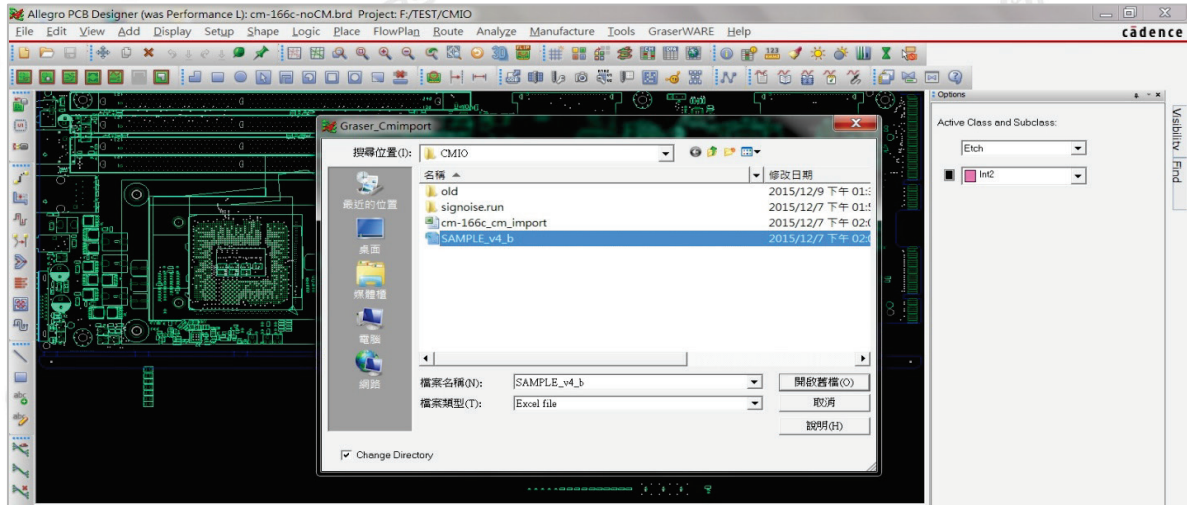 Allegro PCB Designer (was Performance L): cm-166c-noCM.brd Project: F:/TEST/CMIO
File Edit View Add Display Setup Shape Logic Place FlowPlan Route Analyze Manufacture Tools GraserWARE Help
cādence
Options
Active Class and Subclass:
Etch
Int2
Visibility
Find
Graser_Cmimport
搜尋位置(I): CMIO
名稱 修改日期
old 2015/12/9 下午 01:
signoise.run 2015/12/7 下午 01:
cm-166c_cm_import 2015/12/7 下午 02:
SAMPLE_v4_b 2015/12/7 下午 02:
最近的位置
桌面
媒體櫃
電腦
網路
檔案名稱(N): SAMPLE_v4_b 開啟舊檔(O)
檔案類型(T): Excel file 取消
說明(H)
Change Directory